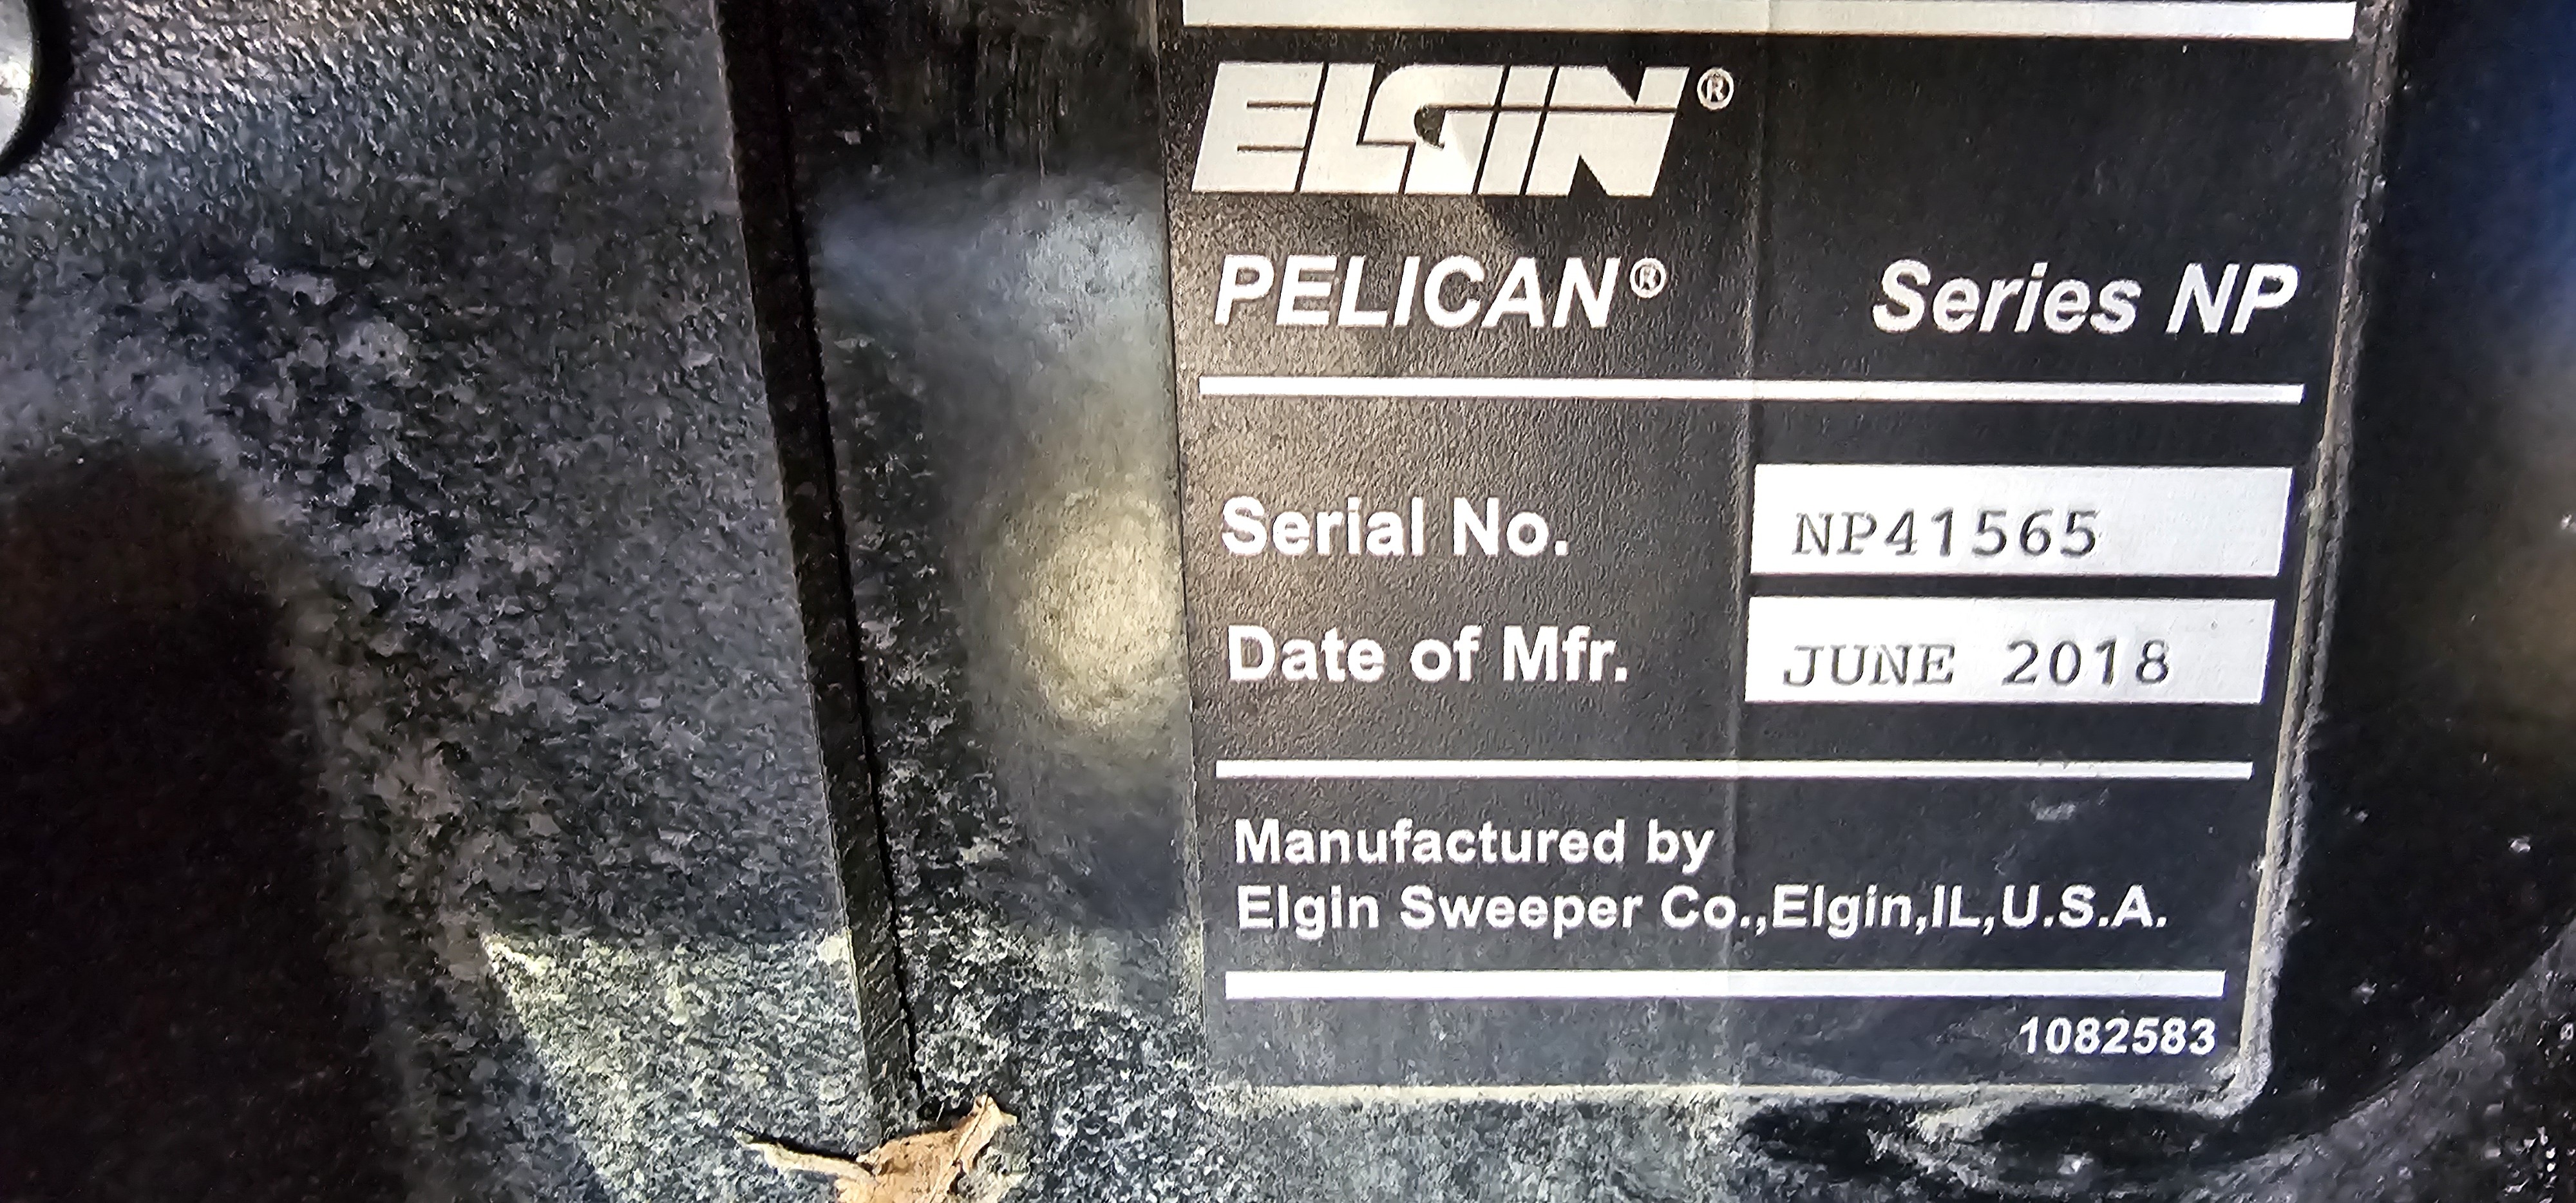 ELGIN®
PELICAN® Series NP
Serial No. NP41565
Date of Mfr. JUNE 2018
Manufactured by
Elgin Sweeper Co.,Elgin,IL,U.S.A.
1082583